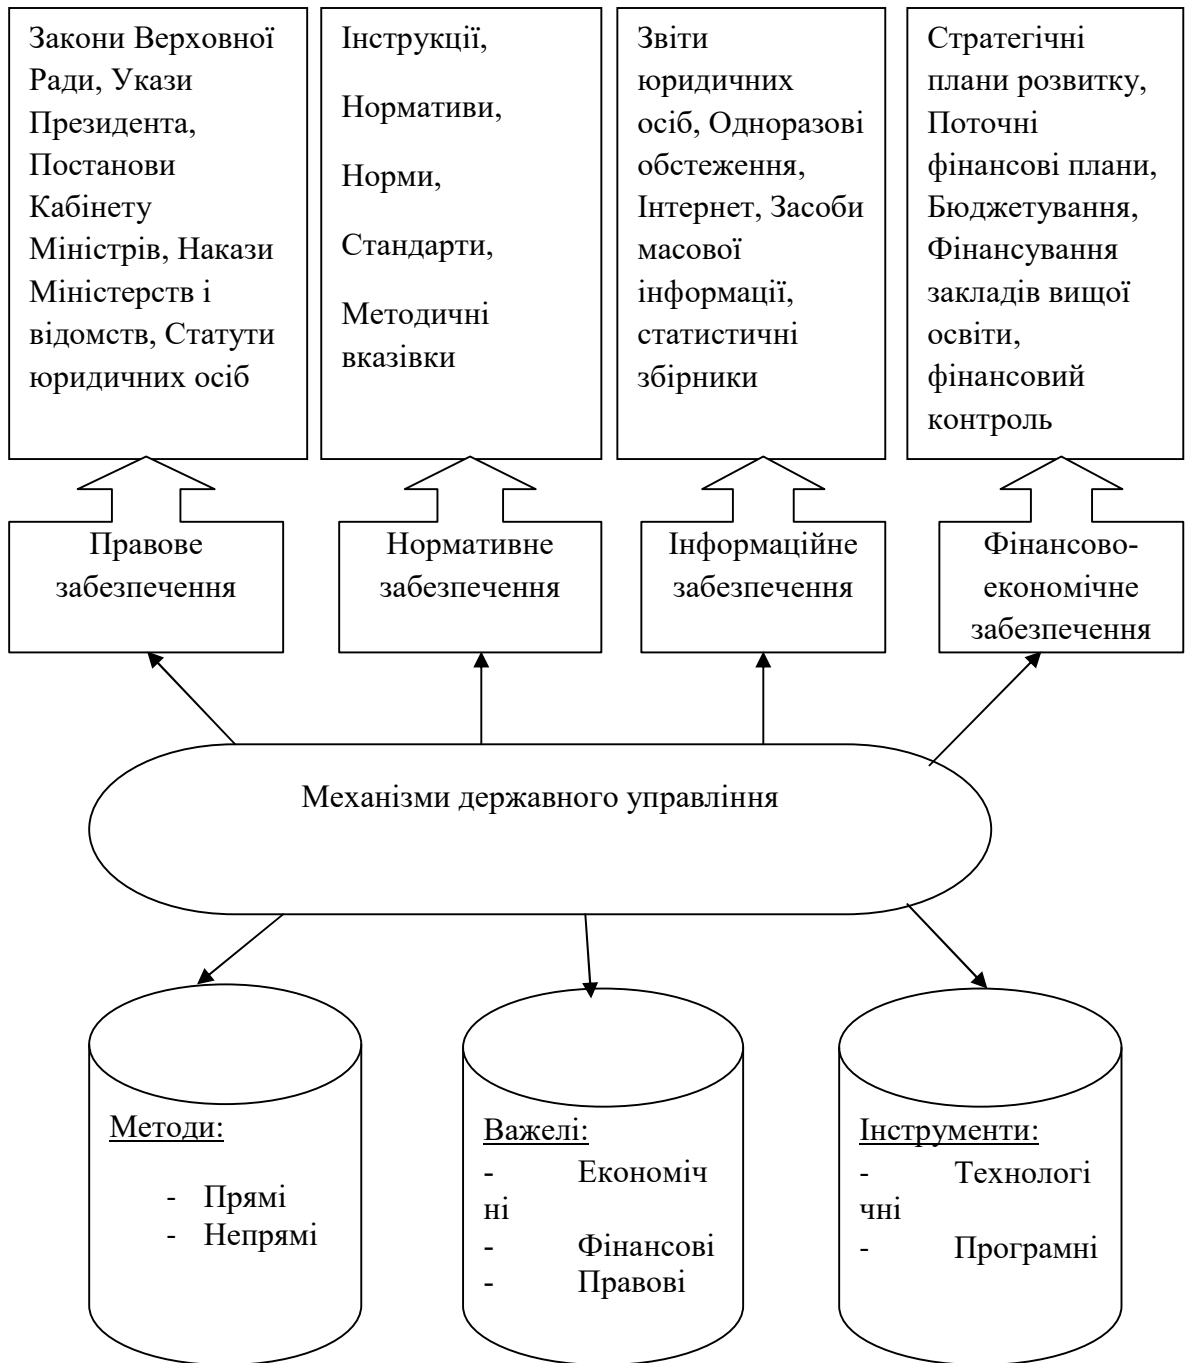 Закони Верховної
Ради, Укази
Президента,
Постанови
Кабінету
Міністрів, Накази
Міністерств і
відомств, Статути
юридичних осіб
Інструкції,
Нормативи,
Норми,
Стандарти,
Методичні
вказівки
Звіти
юридичних
осіб, Одноразові
обстеження,
Інтернет, Засоби
масової
інформації,
статистичні
збірники
Стратегічні
плани розвитку,
Поточні
фінансові плани,
Бюджетування,
Фінансування
закладів вищої
освіти,
фінансовий
контроль
Правове
забезпечення
Нормативне
забезпечення
Інформаційне
забезпечення
Фінансово-
економічне
забезпечення
Механізми державного управління
Методи:
- Прямі
- Непрямі
Важелі:
- Економіч
ні
- Фінансові
- Правові
Інструменти:
- Технологі
чні
- Програмні